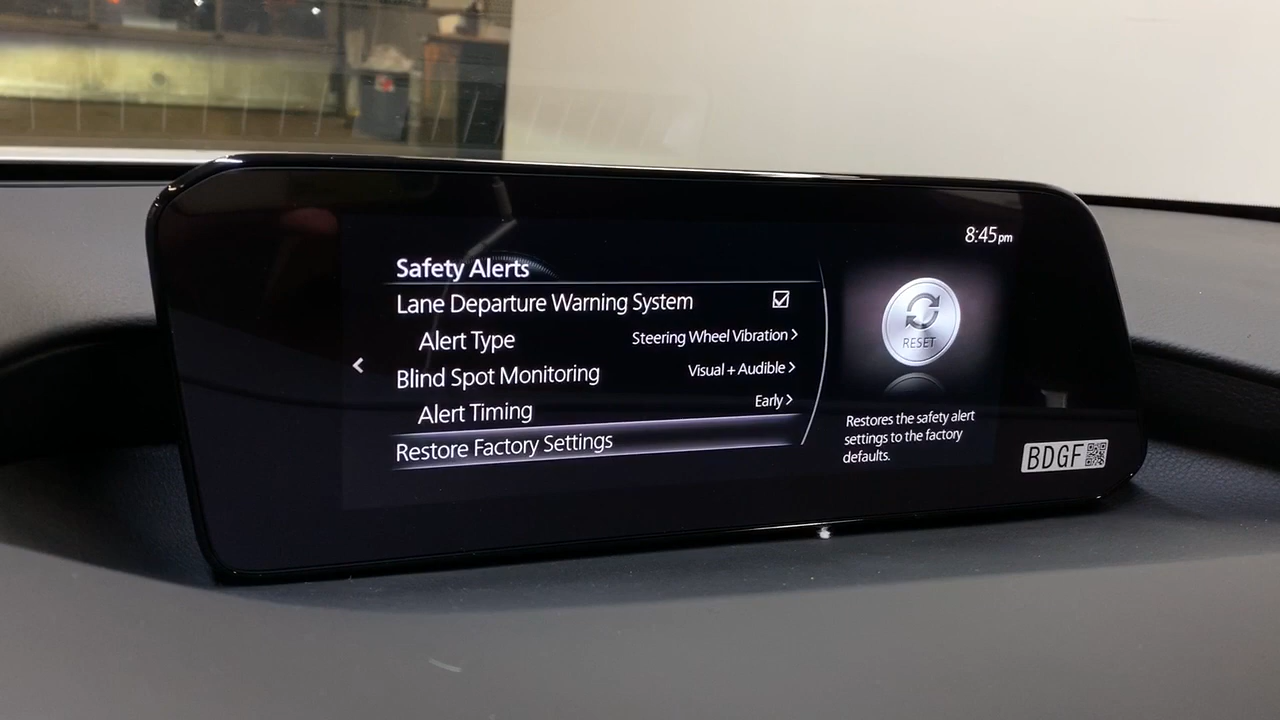 8:45pm
Safety Alerts
Lane Departure Warning System
Alert Type Steering Wheel Vibration >
Blind Spot Monitoring Visual + Audible >
Alert Timing Early >
Restore Factory Settings
RESET
Restores the safety alert
settings to the factory
defaults.
BDGF